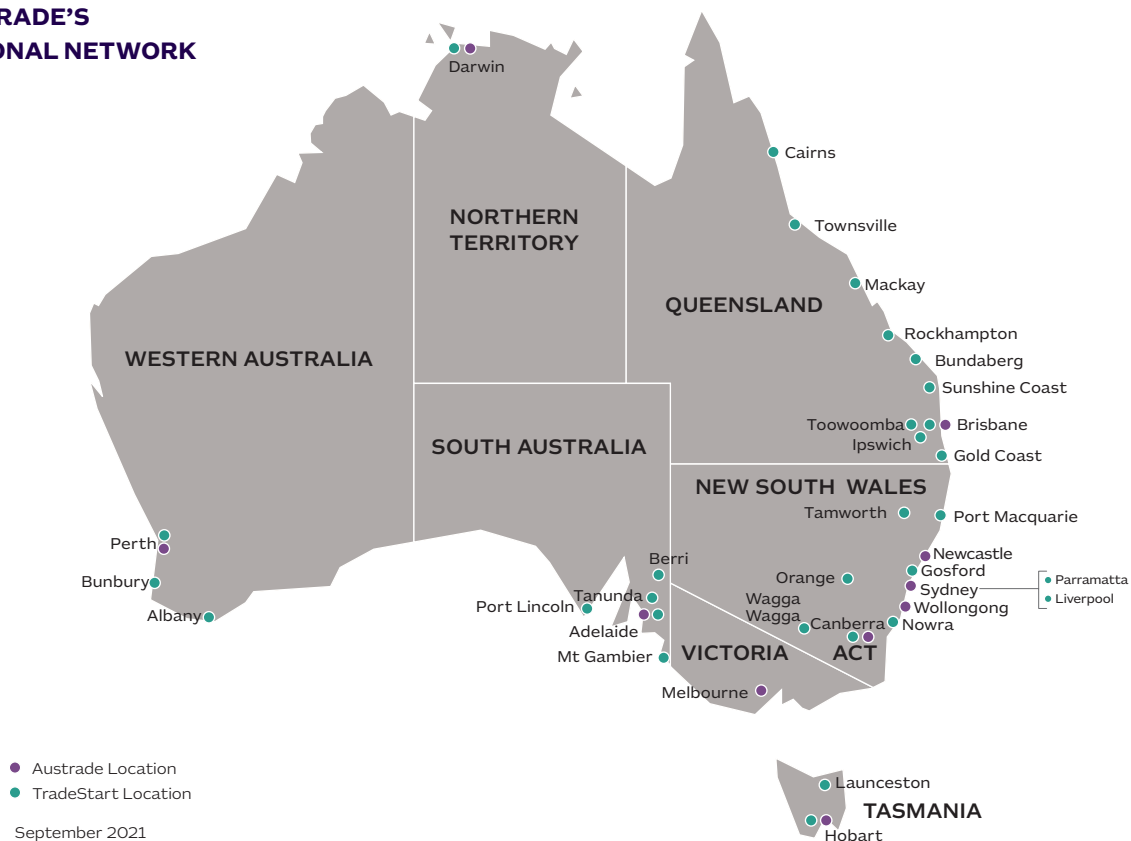 RADE'S
ONAL NETWORK
Darwin
Cairns
NORTHERN
TERRITORY
Townsville
Mackay
QUEENSLAND
Rockhampton
WESTERN AUSTRALIA
Bundaberg
Sunshine Coast
Toowoomba
Brisbane
Ipswich
SOUTH AUSTRALIA
Gold Coast
NEW SOUTH WALES
Tamworth
Port Macquarie
Perth
Newcastle
Berri
Gosford
Orange
Parramatta
Bunbury
Sydney
Tanunda
Wagga
Wagga
Liverpool
Port Lincoln
Wollongong
Albany
Canberra
Nowra
Adelaide
Mt Gambier
VICTORIA
ACT
Melbourne
Austrade Location
TradeStart Location
Launceston
TASMANIA
September 2021
Hobart